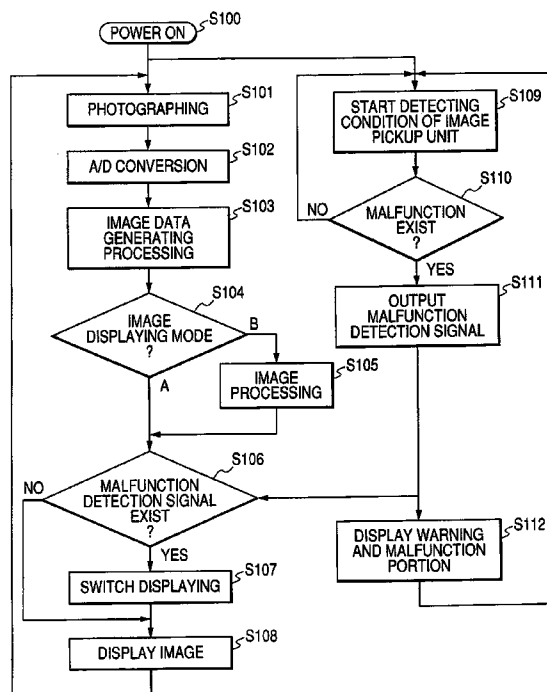 POWER ON
S100
PHOTOGRAPHING
S101
A/D CONVERSION
S102
IMAGE DATA
GENERATING
PROCESSING
S103
IMAGE
DISPLAYING MODE
?
S104
B
A
IMAGE
PROCESSING
S105
MALFUNCTION
DETECTION SIGNAL
EXIST
?
S106
NO
YES
SWITCH DISPLAYING
S107
DISPLAY IMAGE
S108
START DETECTING
CONDITION OF IMAGE
PICKUP UNIT
S109
MALFUNCTION
EXIST
?
S110
NO
YES
OUTPUT
MALFUNCTION
DETECTION SIGNAL
S111
DISPLAY WARNING
AND MALFUNCTION
PORTION
S112